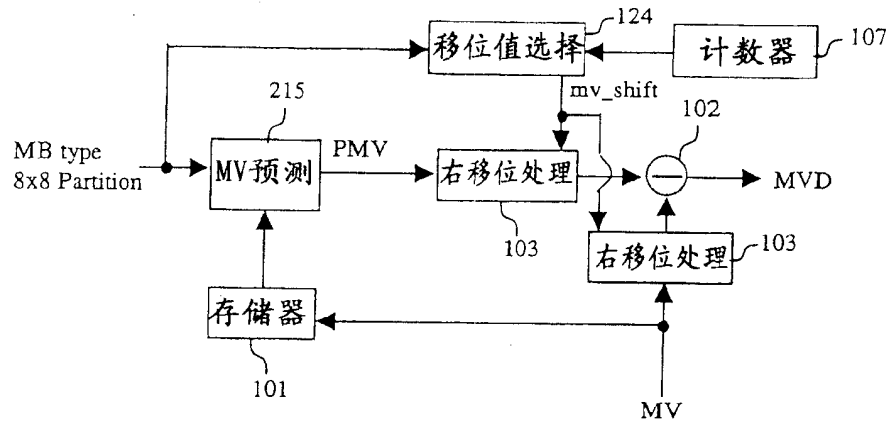 124
移位值选择
计数器
107
mv_shift
215
102
MB type
8x8 Partition
MV预测
PMV
右移位处理
MVD
103
右移位处理
103
存储器
101
MV